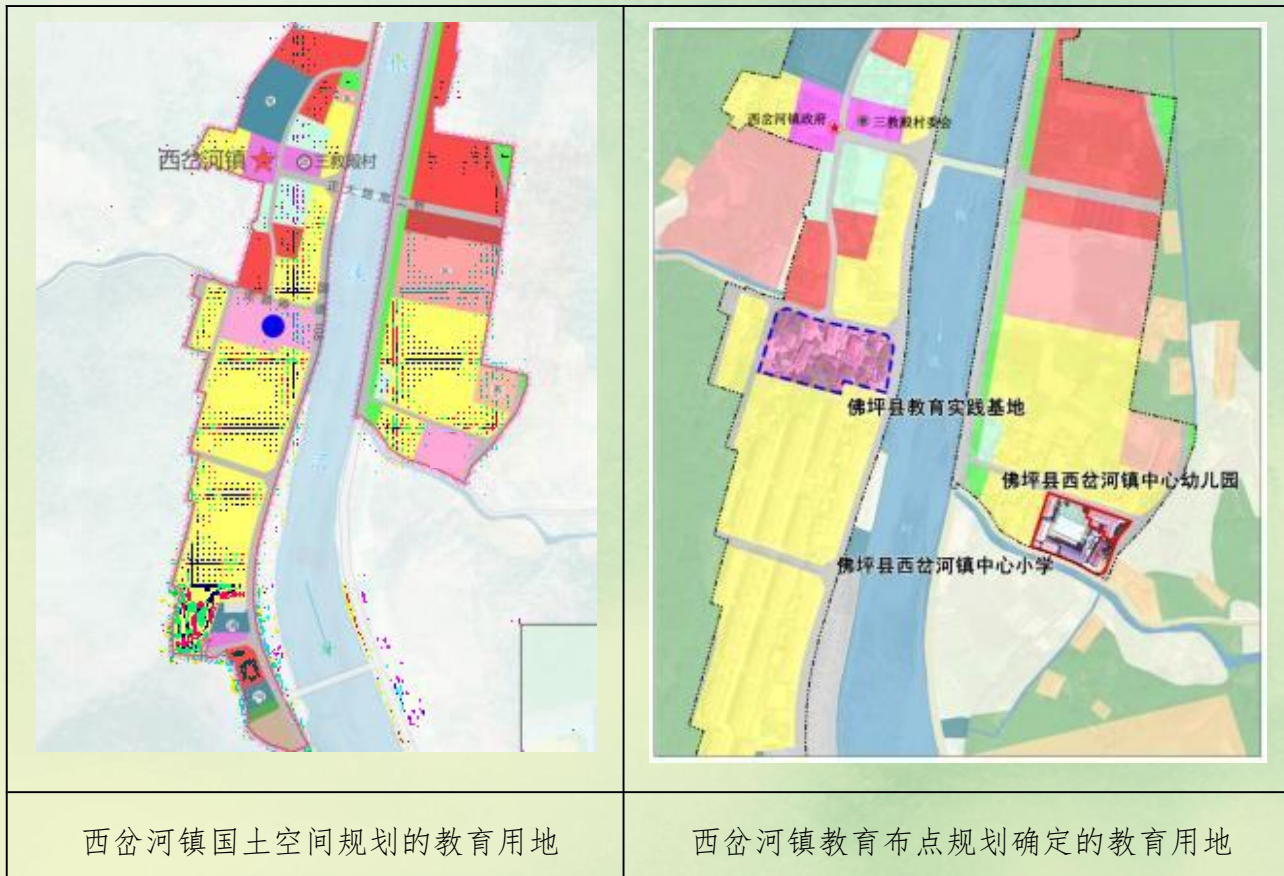 西岔河镇
三教殿村
西岔河镇政府
三教殿村委会
佛坪县教育实践基地
佛坪县西岔河镇中心幼儿园
佛坪县西岔河镇中心小学
西岔河镇国土空间规划的教育用地
西岔河镇教育布点规划确定的教育用地